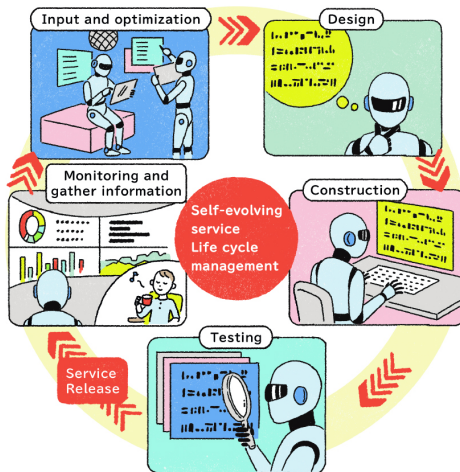 Input and optimization
Design
Monitoring and
gather information
Construction
Self-evolving
service
Life cycle
management
Testing
Service
Release